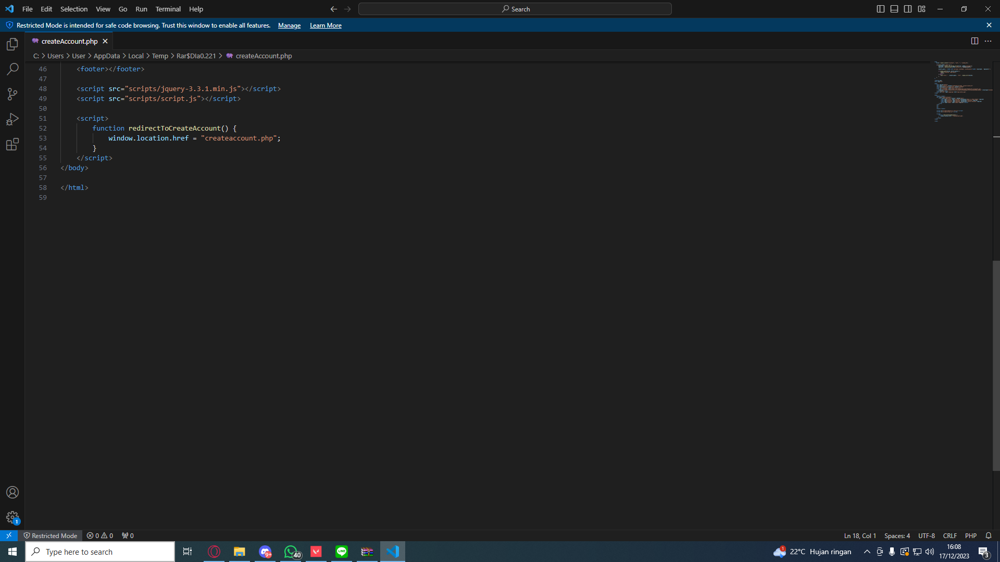 File Edit Selection View Go Run Terminal Help
Search
Restricted Mode is intended for safe code browsing. Trust this window to enable all features. Manage Learn More
createAccount.php
C: > Users > User > AppData > Local > Temp > Rar$DIa0.221 > createAccount.php
46 <footer></footer>
47
48 <script src="scripts/jquery-3.3.1.min.js"></script>
49 <script src="scripts/script.js"></script>
50
51 <script>
52 function redirectToCreateAccount() {
53 window.location.href = "createaccount.php";
54 }
55 </script>
56 </body>
57
58 </html>
59
1
Restricted Mode 0 0 0
Ln 18, Col 1 Spaces: 4 UTF-8 CRLF PHP
Type here to search
9+
40
LINE
1
22°C Hujan ringan
16:08
17/12/2023
3